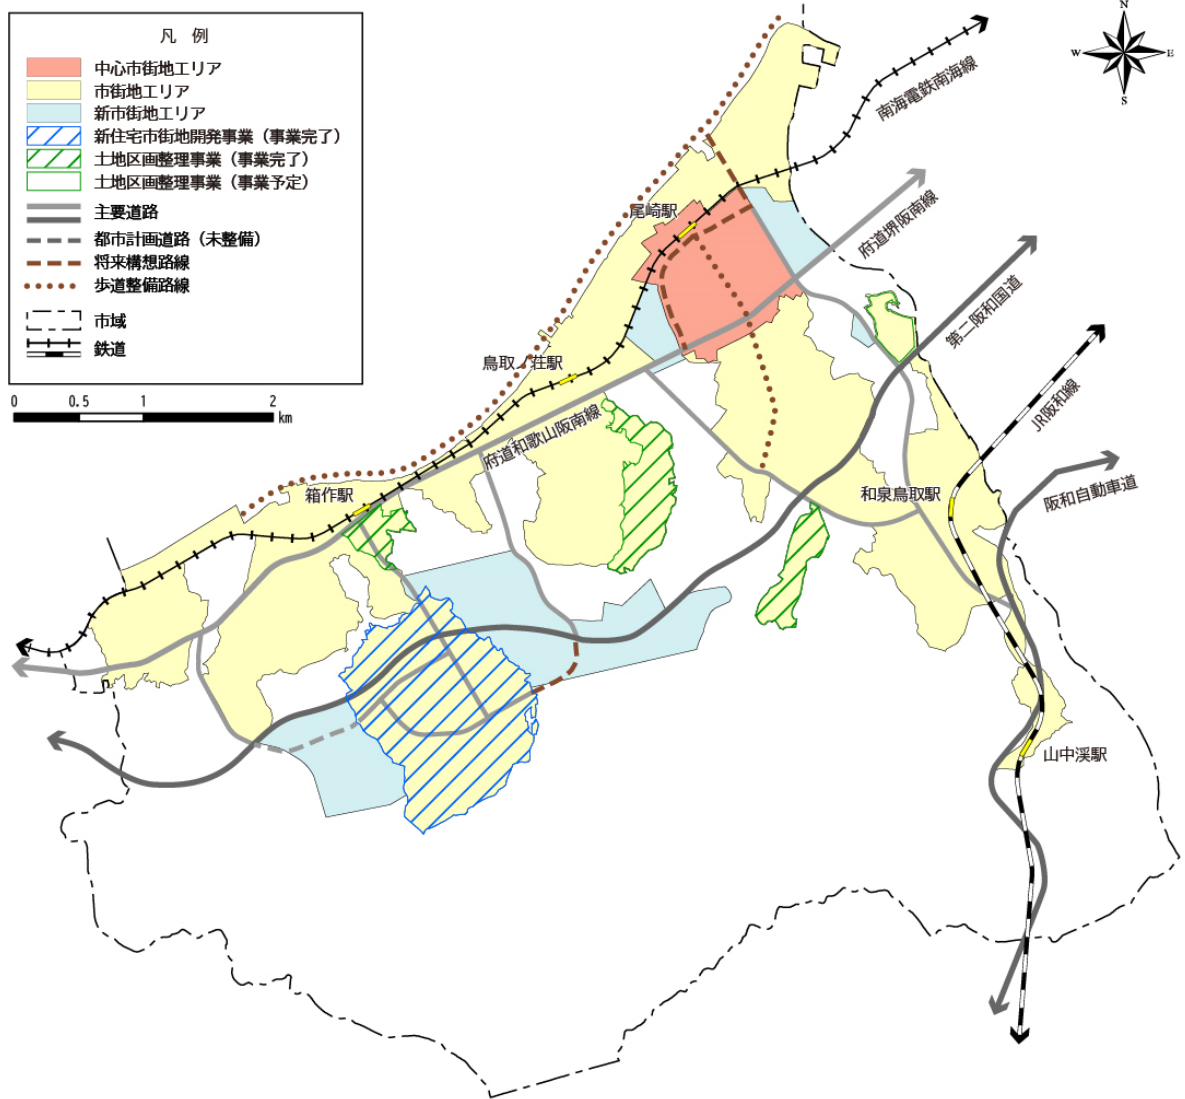 凡 例
中心市街地エリア
市街地エリア
新市街地エリア
新住宅市街地開発事業（事業完了）
土地区画整理事業（事業完了）
土地区画整理事業（事業予定）
主要道路
都市計画道路（未整備）
将来構想路線
歩道整備路線
市域
鉄道
0 0.5 1 2 km
N
W E
S
南海電鉄南海線
尾崎駅
府道堺阪南線
第二阪和国道
鳥取ノ荘駅
JR阪和線
府道和歌山阪南線
箱作駅
和泉鳥取駅
阪和自動車道
山中渓駅